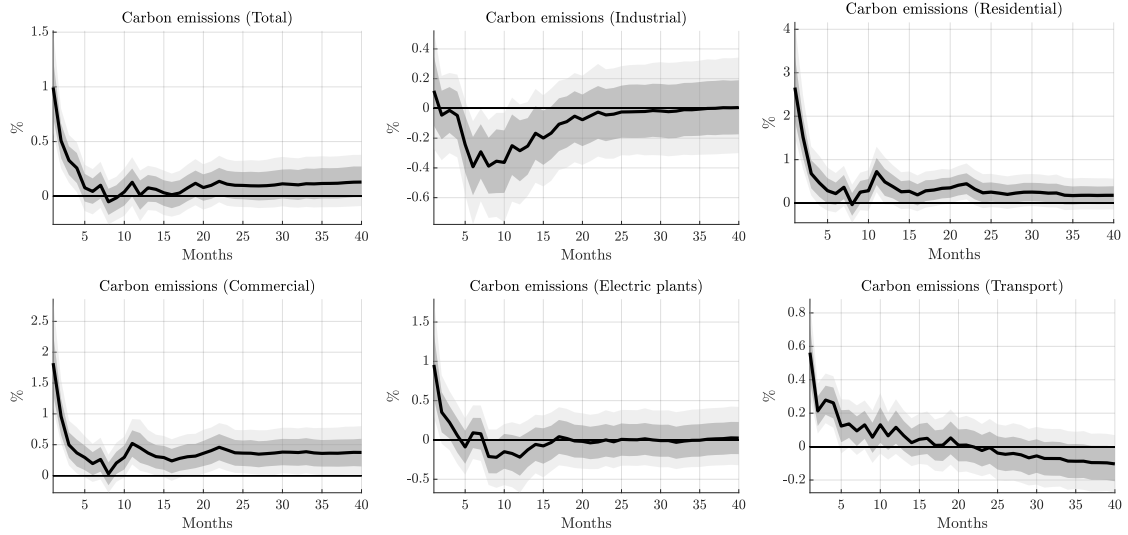 Carbon emissions (Total)
1.5
1
0.5
0
%
5 10 15 20 25 30 35 40
Months
Carbon emissions (Industrial)
0.4
0.2
0
-0.2
-0.4
-0.6
%
5 10 15 20 25 30 35 40
Months
Carbon emissions (Residential)
4
3
2
1
0
%
5 10 15 20 25 30 35 40
Months
Carbon emissions (Commercial)
2.5
2
1.5
1
0.5
0
%
5 10 15 20 25 30 35 40
Months
Carbon emissions (Electric plants)
1.5
1
0.5
0
-0.5
%
5 10 15 20 25 30 35 40
Months
Carbon emissions (Transport)
0.8
0.6
0.4
0.2
0
-0.2
%
5 10 15 20 25 30 35 40
Months